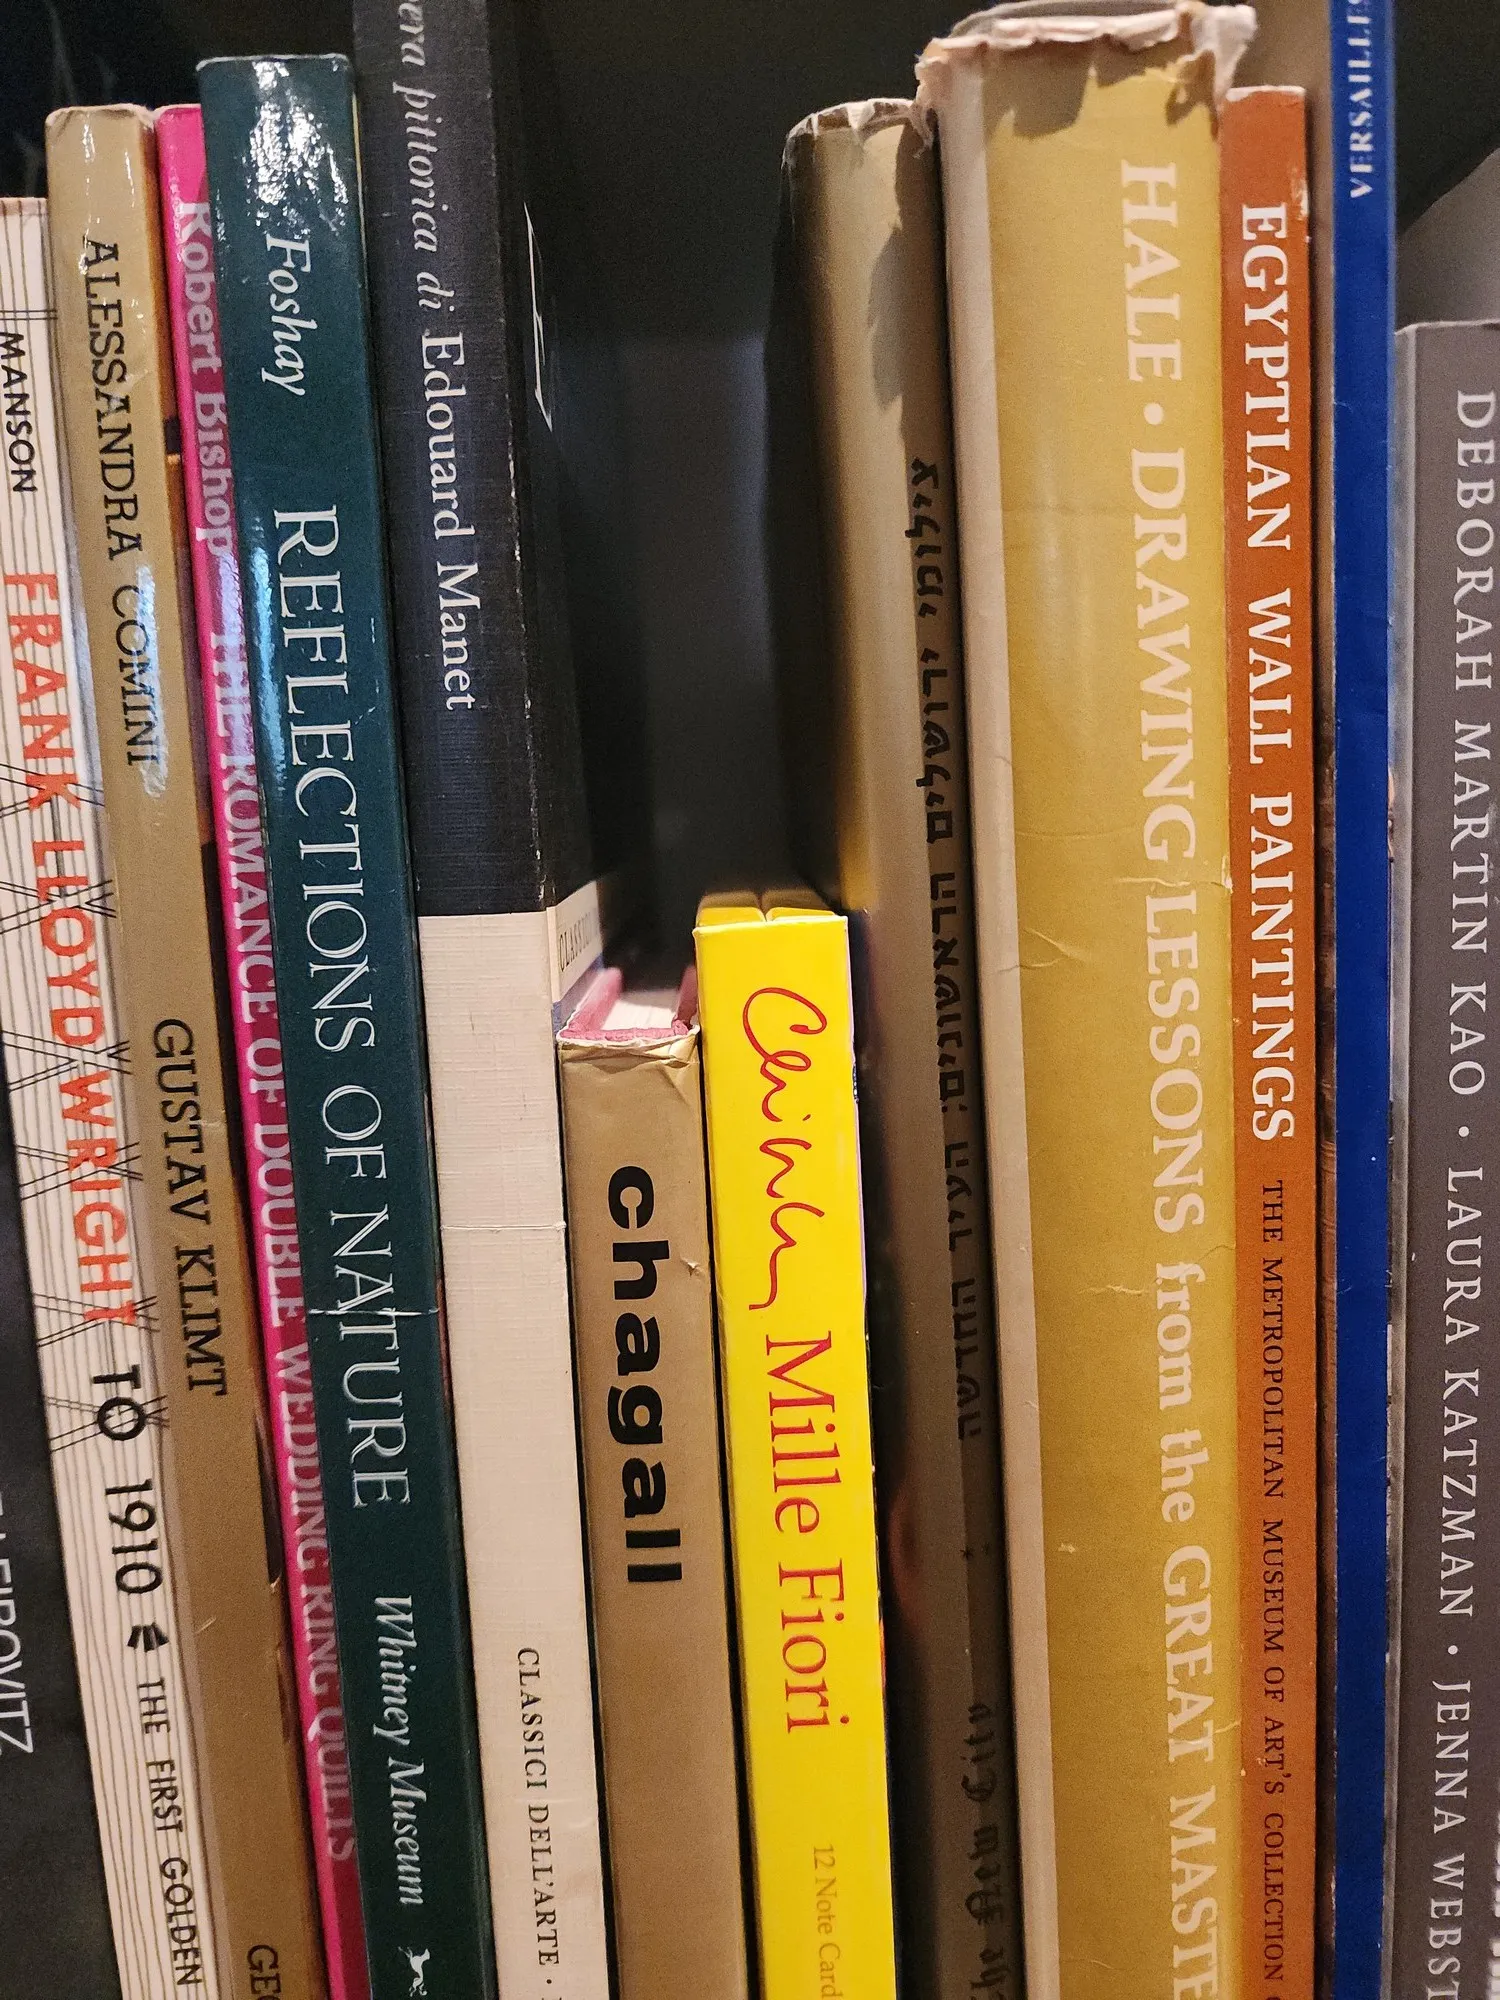 MANSON FRANK LLOYD WRIGHT TO 1910 THE FIRST GOLDEN
ALESSANDRA COMINI GUSTAV KLIMT
Robert Bishop THE ROMANCE OF DOUBLE WEDDING RING QUILTS
Foshay REFLECTIONS OF NATURE Whitney Museum
pittorica di Edouard Manet CLASSICI DELL'ARTE
chagall
Chihuly Mille Fiori 12 Note Card
HALE • DRAWING LESSONS from the GREAT MASTE
EGYPTIAN WALL PAINTINGS THE METROPOLITAN MUSEUM OF ART'S COLLECTION
VERSAILLE
DEBORAH MARTIN KAO • LAURA KATZMAN • JENNA WEBST